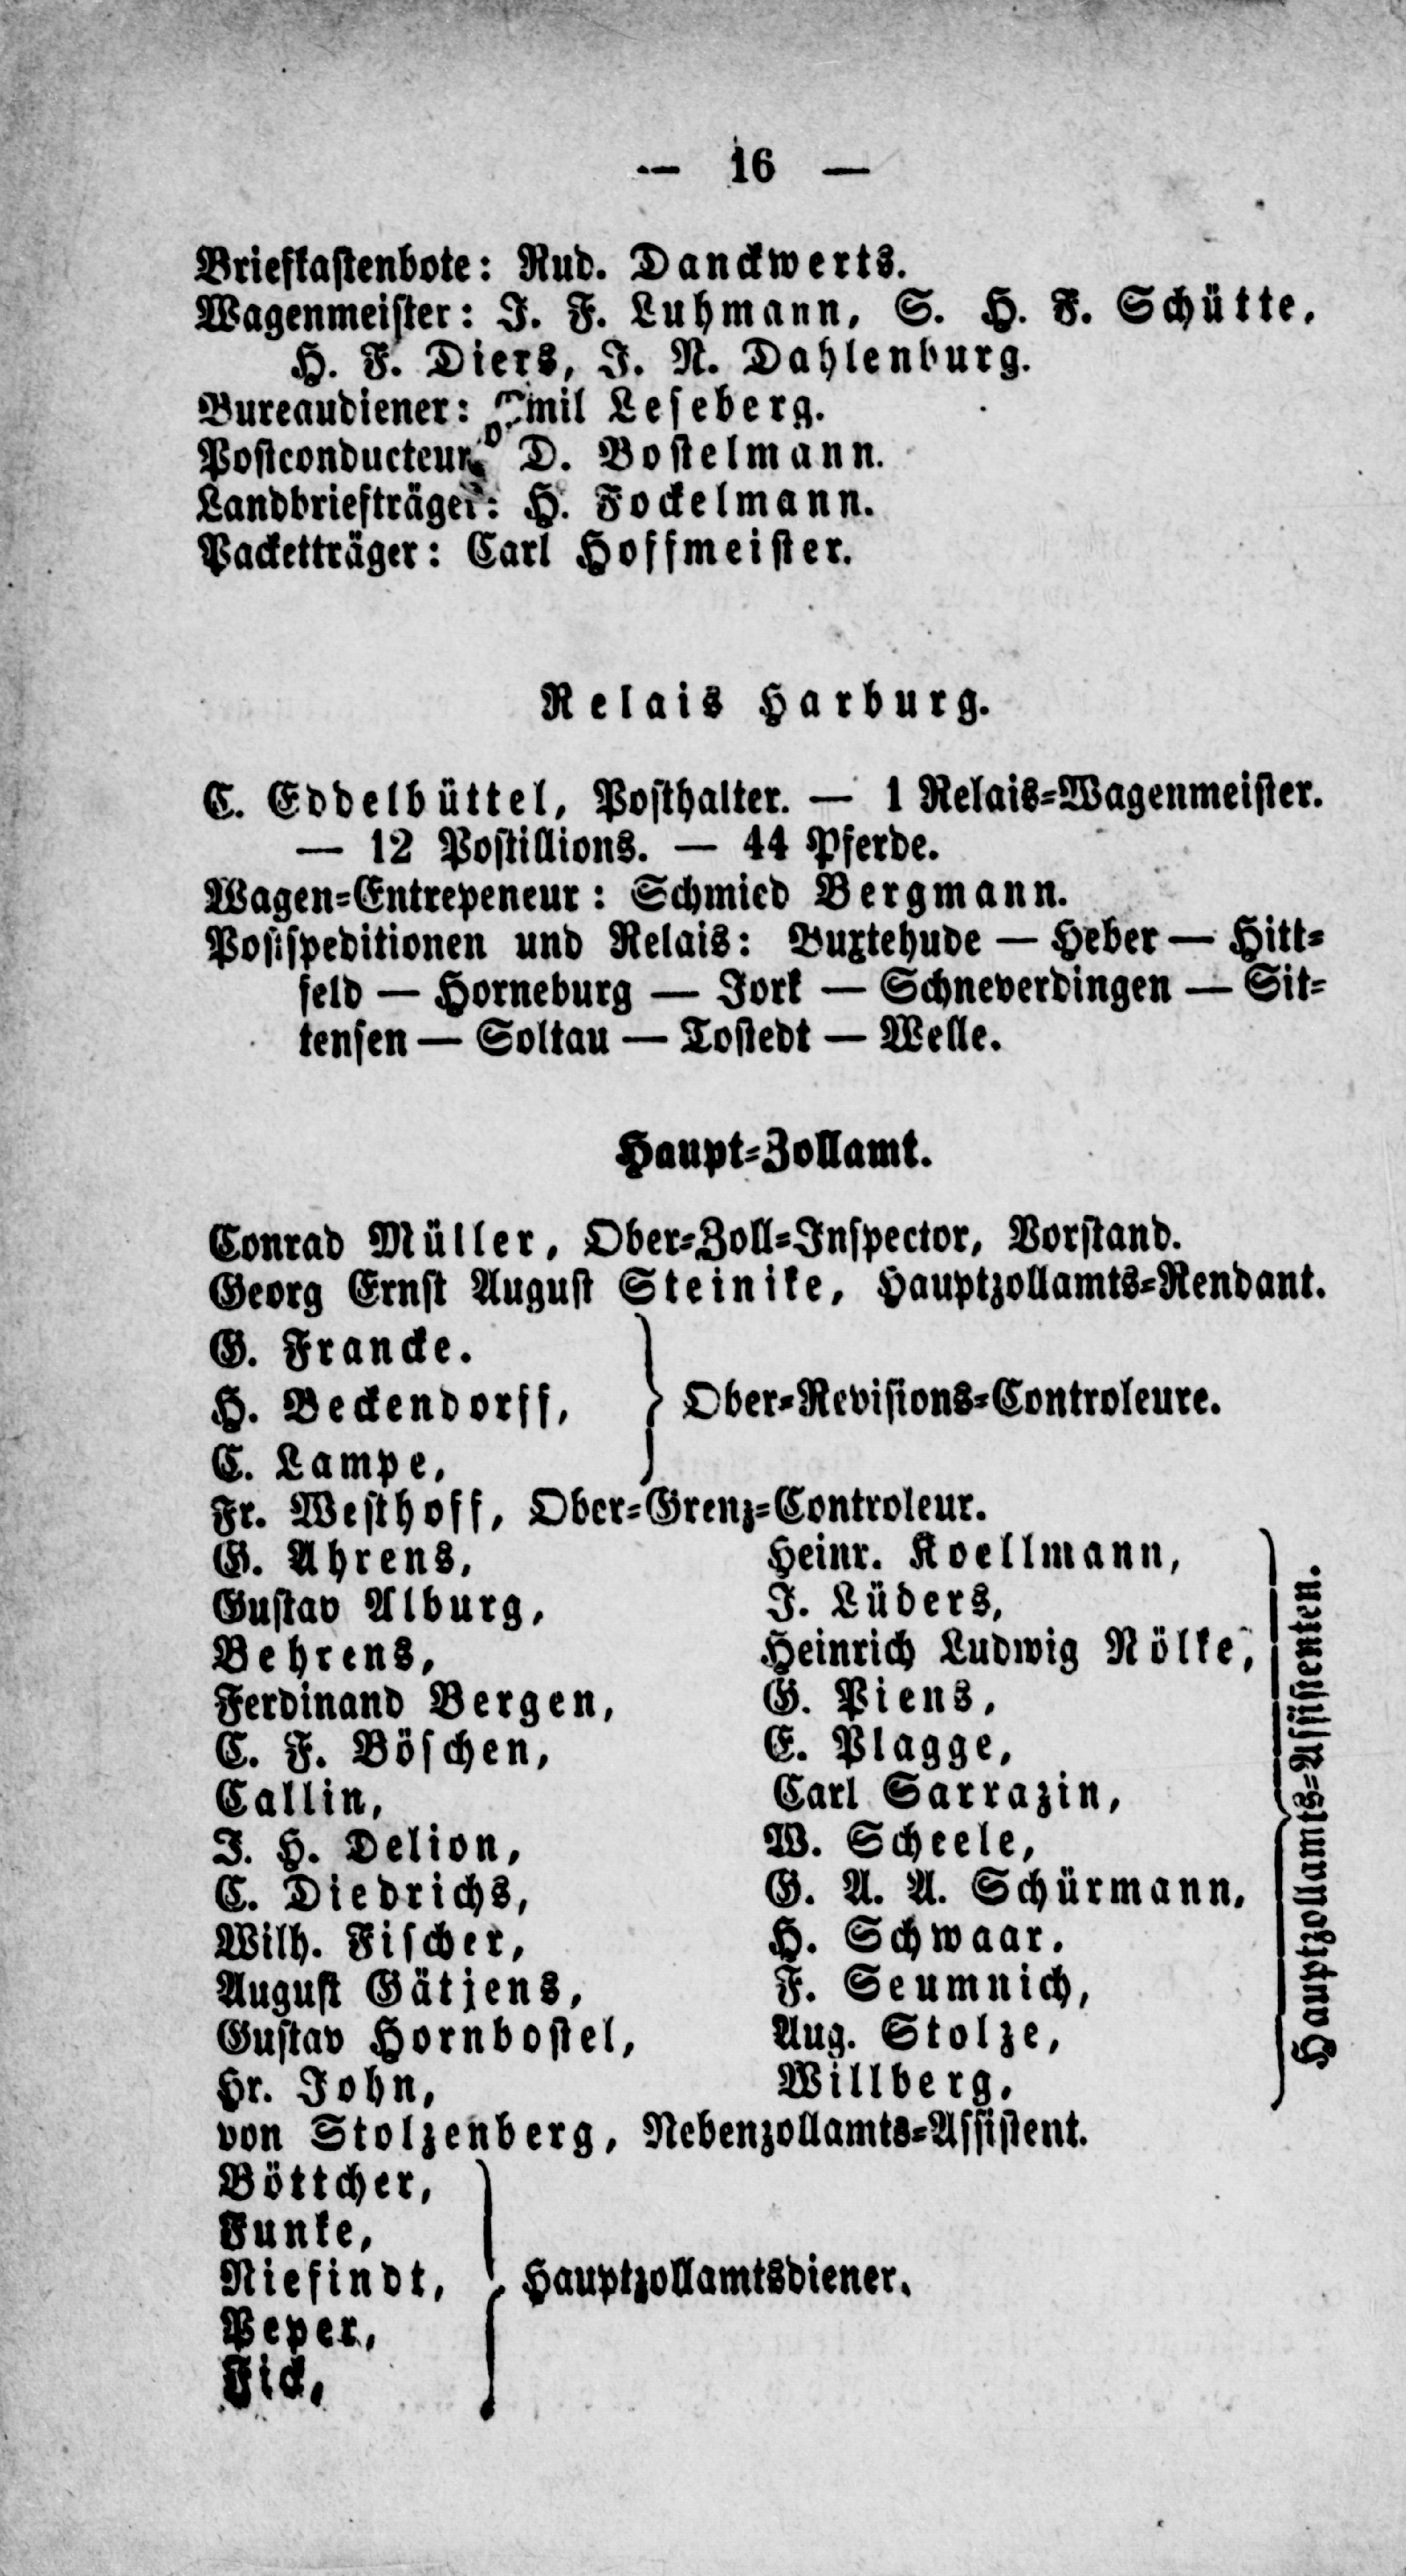 — 16 —
Briefkastenbote: Rud. Danckwerts.
Wagenmeister: J. F. Luhmann, S. H. F. Schütte,
H. F. Diers, J. N. Dahlenburg.
Bureaudiener: Emil Leseberg.
Postconducteur: D. Bostelmann.
Landbriefträger: H. Fockelmann.
Packetträger: Carl Hoffmeister.
Relais Harburg.
C. Eddelbüttel, Posthalter. — 1 Relais-Wagenmeister.
— 12 Postillions. — 44 Pferde.
Wagen-Entrepeneur: Schmied Bergmann.
Postspeditionen und Relais: Buxtehude — Heber — Hitt-
feld — Horneburg — Jork — Schneverdingen — Sit-
tensen — Soltau — Tostedt — Welle.
Haupt-Zollamt.
Conrad Müller, Ober-Zoll-Inspector, Vorstand.
Georg Ernst August Steinike, Hauptzollamts-Rendant.
G. Francke.
H. Beckendorff,
C. Lampe,
Ober-Revisions-Controleure.
Fr. Westhoff, Ober-Grenz-Controleur.
G. Ahrens,
Gustav Alburg,
Behrens,
Ferdinand Bergen,
C. F. Böschen,
Callin,
J. H. Delion,
C. Diedrichs,
Wilh. Fischer,
August Gätjens,
Gustav Hornbostel,
Hr. John,
Heinr. Koellmann,
J. Lüders,
Heinrich Ludwig Nölke,
G. Piens,
E. Plagge,
Carl Sarrazin,
W. Scheele,
G. A. A. Schürmann,
H. Schwaar.
F. Seumnich,
Aug. Stolze,
Willberg,
Hauptzollamts-Assistenten.
von Stolzenberg, Nebenzollamts-Assistent.
Böttcher,
Funke,
Niefindt,
Peper,
Fick,
Hauptzollamtsdiener.